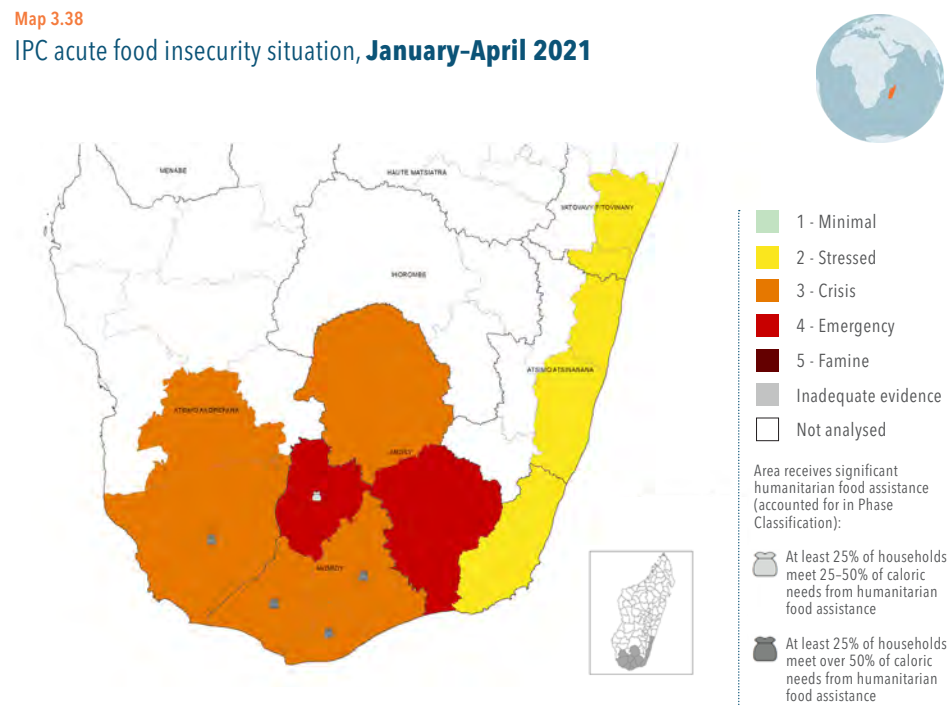 Map 3.38
IPC acute food insecurity situation, January–April 2021
MENABE
HAUTE MATSIATRA
VATOVAVY FITOVINANY
IHOROMBE
ATSIMO ATSINANANA
ATSIMO ANDREFANA
ANOSY
ANDROY
1 - Minimal
2 - Stressed
3 - Crisis
4 - Emergency
5 - Famine
Inadequate evidence
Not analysed
Area receives significant
humanitarian food assistance
(accounted for in Phase
Classification):
At least 25% of households
meet 25–50% of caloric
needs from humanitarian
food assistance
At least 25% of households
meet over 50% of caloric
needs from humanitarian
food assistance